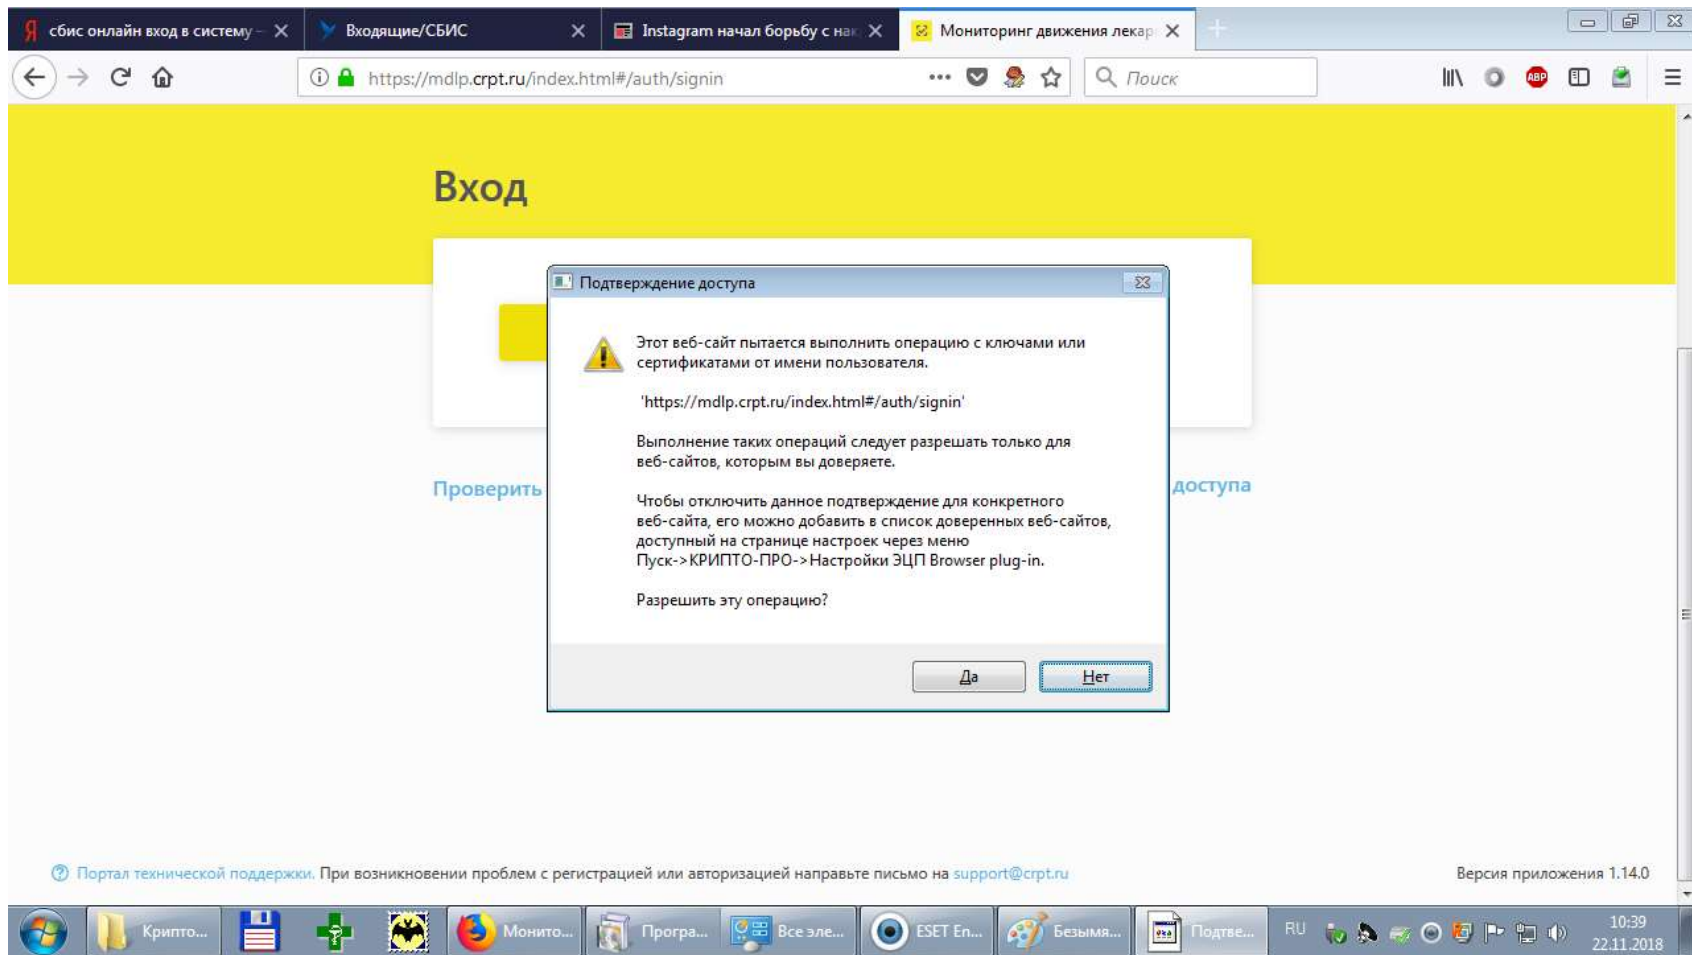 Я сбис онлайн вход в систему —
Входящие/СБИС
Instagram начал борьбу с нак
Мониторинг движения лекар
https://mdlp.crpt.ru/index.html#/auth/signin
Поиск
ABP
Вход
Подтверждение доступа
Этот веб-сайт пытается выполнить операцию с ключами или
сертификатами от имени пользователя.
'https://mdlp.crpt.ru/index.html#/auth/signin'
Выполнение таких операций следует разрешать только для
веб-сайтов, которым вы доверяете.
Проверить
доступа
Чтобы отключить данное подтверждение для конкретного
веб-сайта, его можно добавить в список доверенных веб-сайтов,
доступный на странице настроек через меню
Пуск->КРИПТО-ПРО->Настройки ЭЦП Browser plug-in.
Разрешить эту операцию?
Да
Нет
Портал технической поддержки. При возникновении проблем с регистрацией или авторизацией направьте письмо на support@crpt.ru
Версия приложения 1.14.0
Крипто...
Монито...
Програ...
Все эле...
ESET En...
Безымя...
Подтве...
RU
10:39
22.11.2018